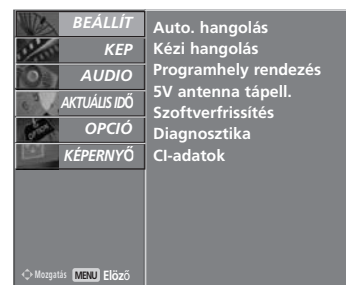 BEÁLLÍT
KEP
AUDIO
AKTUÁLIS IDŐ
OPCIÓ
KÉPERNYŐ
Auto. hangolás
Kézi hangolás
Programhely rendezés
5V antenna tápell.
Szoftverfrissítés
Diagnosztika
CI-adatok
Mozgatás MENU Elöző